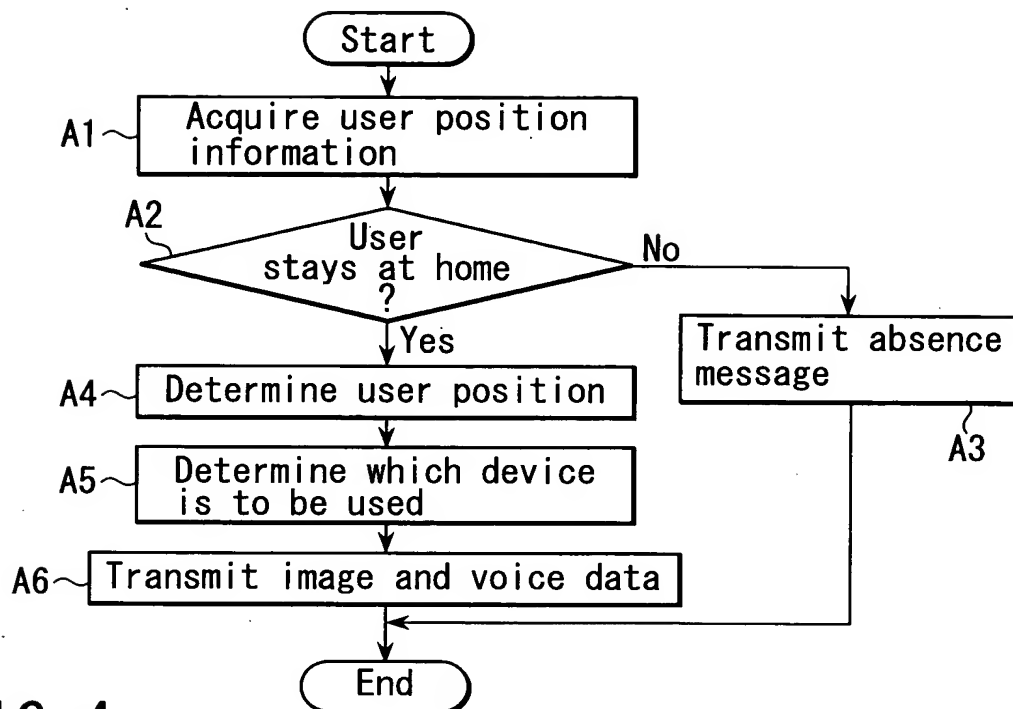 Start
A1
Acquire user position
information
A2
User
stays at home
?
No
Yes
Transmit absence
message
A3
A4
Determine user position
A5
Determine which device
is to be used
A6
Transmit image and voice data
End